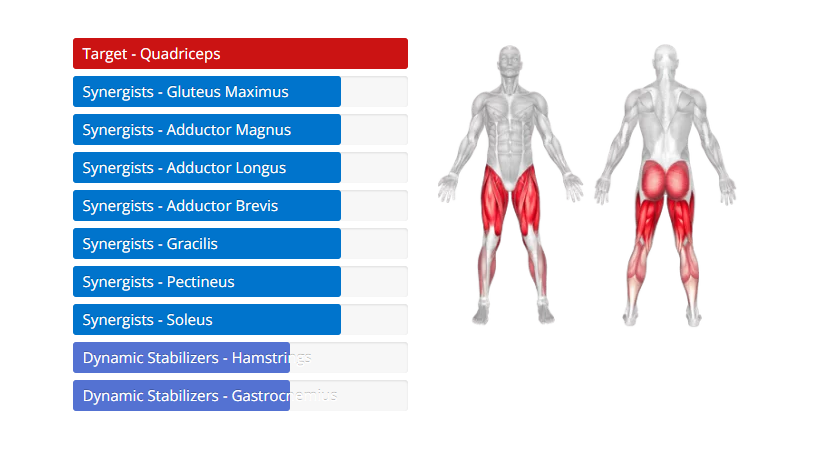 Target - Quadriceps
Synergists - Gluteus Maximus
Synergists - Adductor Magnus
Synergists - Adductor Longus
Synergists - Adductor Brevis
Synergists - Gracilis
Synergists - Pectineus
Synergists - Soleus
Dynamic Stabilizers - Hamstrings
Dynamic Stabilizers - Gastrocnemius